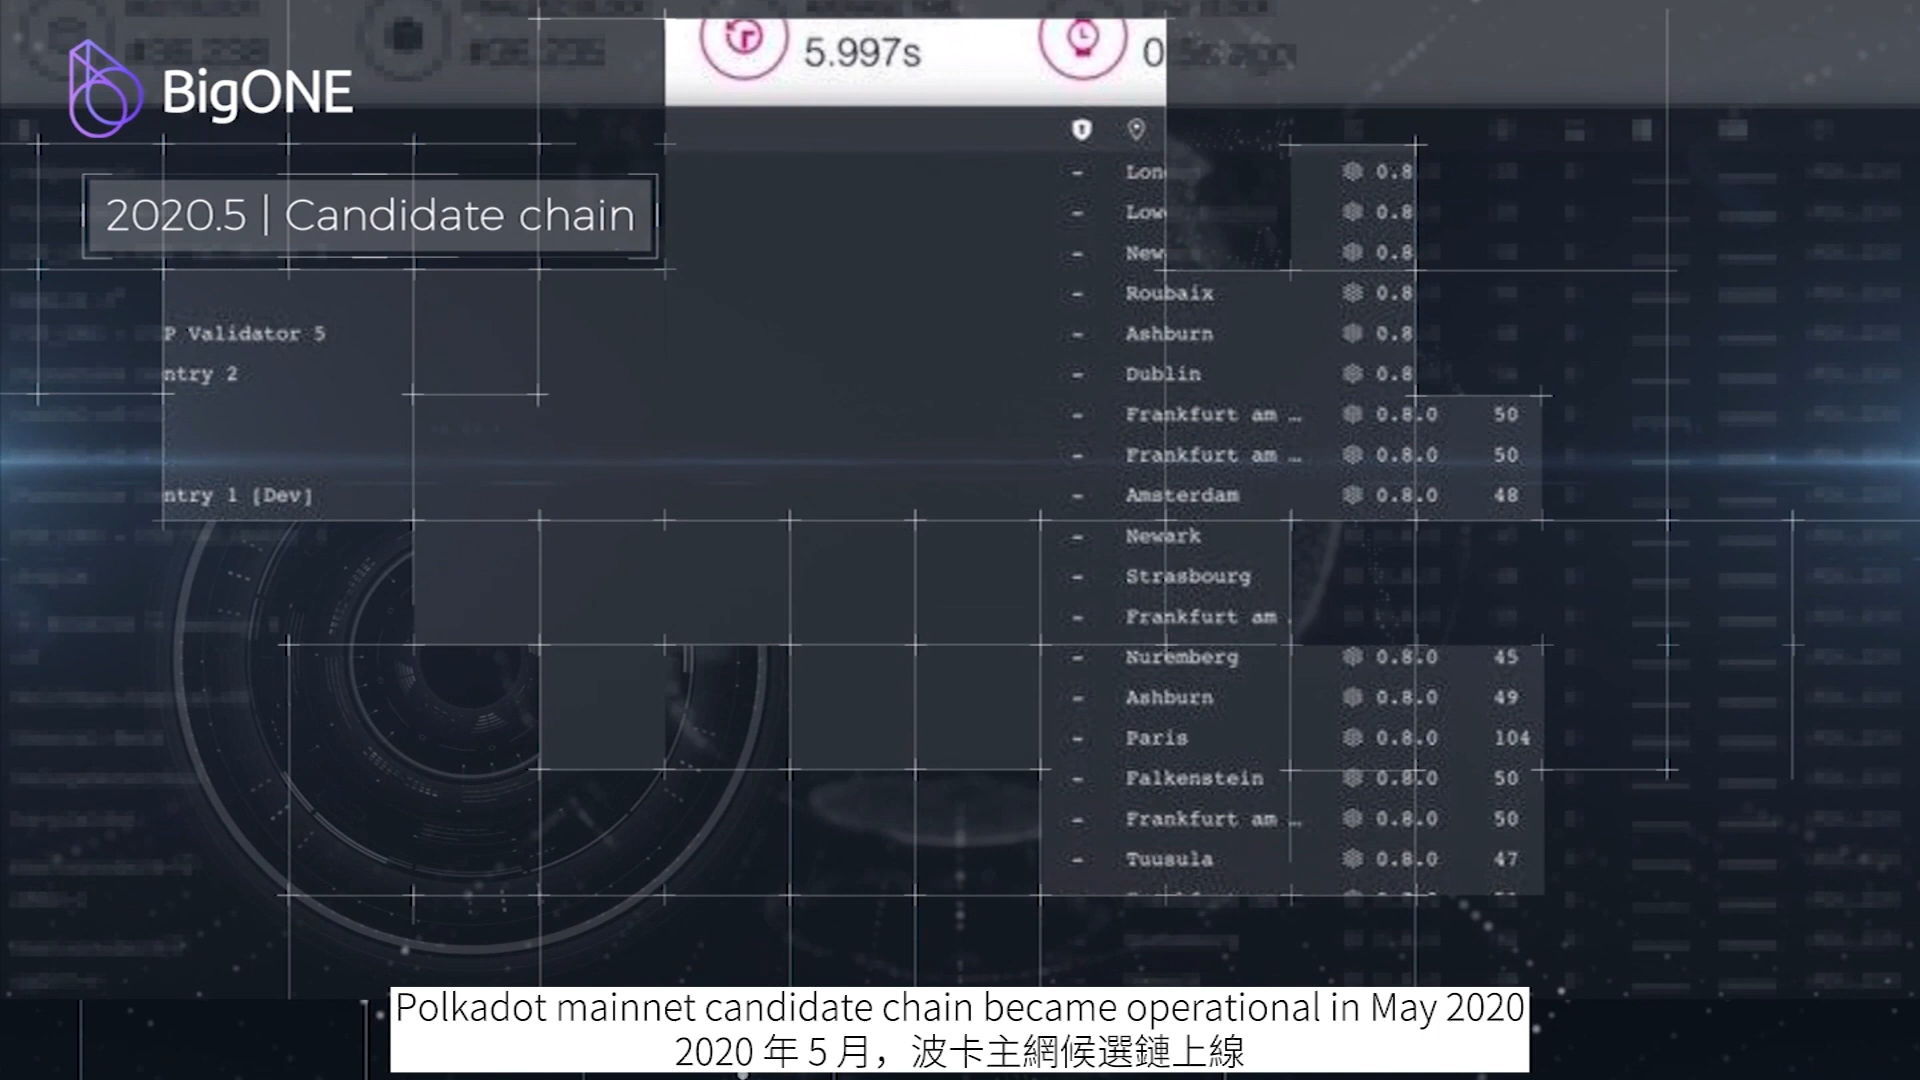 5.997s
0
BigONE
2020.5 | Candidate chain
- Lon 0.8
- Low 0.8
- New 0.8
- Roubaix 0.8
P Validator 5 - Ashburn 0.8
ntry 2 - Dublin 0.8
- Frankfurt am ... 0.8.0 50
- Frankfurt am ... 0.8.0 50
ntry 1 [Dev] - Amsterdam 0.8.0 48
- Newark
- Strasbourg
- Frankfurt am .
- Nuremberg 0.8.0 45
- Ashburn 0.8.0 49
- Paris 0.8.0 104
- Falkenstein 0.8.0 50
- Frankfurt am ... 0.8.0 50
- Tuusula 0.8.0 47
Polkadot mainnet candidate chain became operational in May 2020
2020 年 5 月，波卡主網候選鏈上線